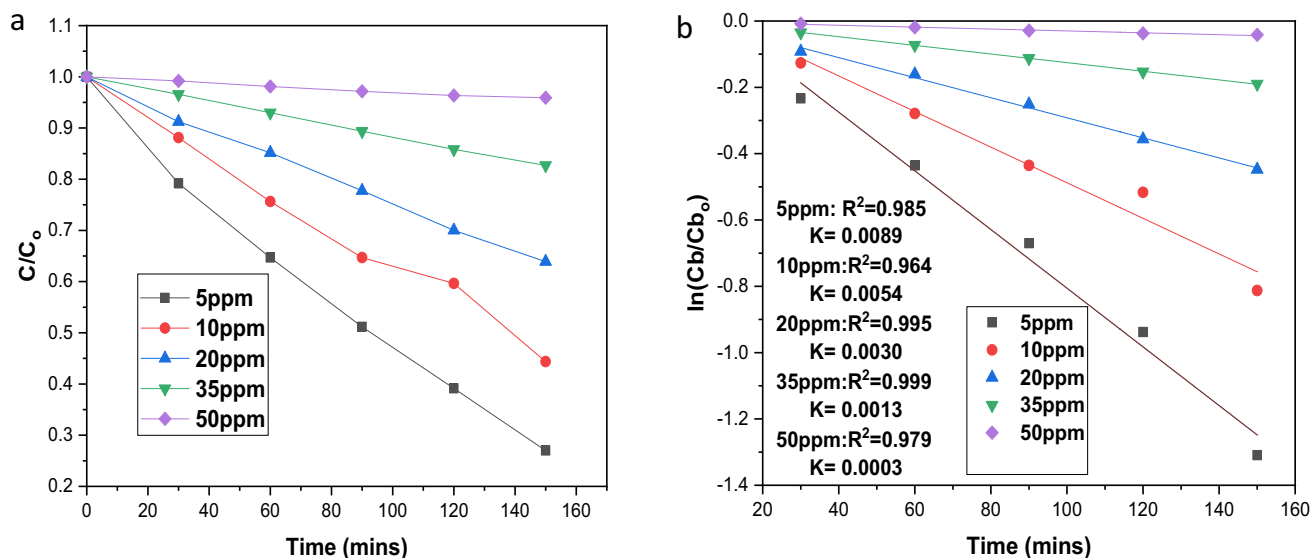 a
1.1
1.0
0.9
0.8
0.7
0.6
0.5
0.4
0.3
0.2
C/Co
5ppm
10ppm
20ppm
35ppm
50ppm
0 20 40 60 80 100 120 140 160
Time (mins)
b
0.0
-0.2
-0.4
-0.6
-0.8
-1.0
-1.2
-1.4
ln(Cb/Cbo)
5ppm: R²=0.985
K= 0.0089
10ppm:R²=0.964
K= 0.0054
20ppm:R²=0.995
K= 0.0030
35ppm:R²=0.999
K= 0.0013
50ppm:R²=0.979
K= 0.0003
5ppm
10ppm
20ppm
35ppm
50ppm
20 40 60 80 100 120 140 160
Time (mins)